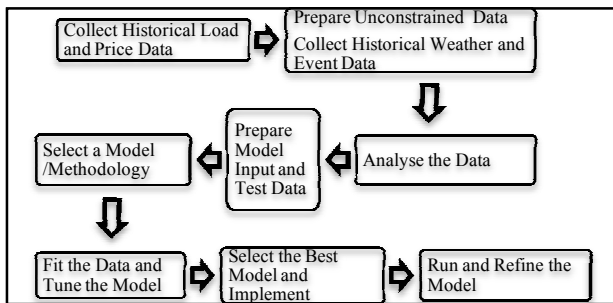 Collect Historical Load
and Price Data
Prepare Unconstrained Data
Collect Historical Weather and
Event Data
Analyse the Data
Prepare
Model
Input and
Test Data
Select a Model
/Methodology
Fit the Data and
Tune the Model
Select the Best
Model and
Implement
Run and Refine the
Model